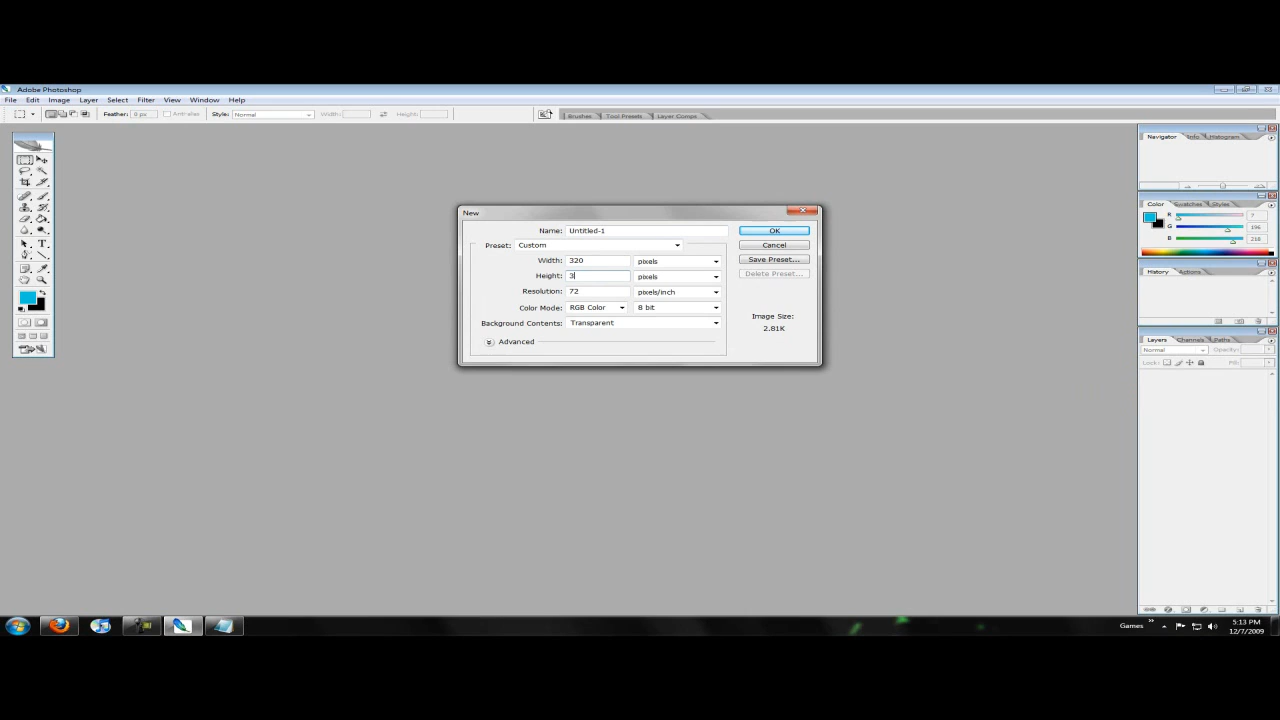 Adobe Photoshop
File Edit Image Layer Select Filter View Window Help
Feather: 0 px Anti-alias Style: Normal Width: Height: Brushes Tool Presets Layer Comps
Navigator Info Histogram
New
Name: Untitled-1 OK
Preset: Custom Cancel
Width: 320 pixels Save Preset...
Height: 3 pixels Delete Preset...
Resolution: 72 pixels/inch
Color Mode: RGB Color 8 bit
Background Contents: Transparent
Advanced
Image Size:
2.81K
Color Swatches Styles
R 7
G 196
B 218
History Actions
Layers Channels Paths
Normal Opacity:
Lock: Fill:
Games 5:13 PM
12/7/2009